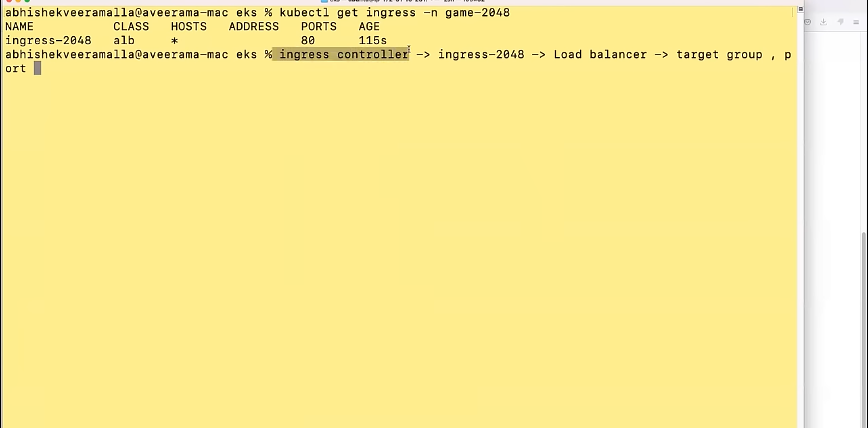 abhishekveeramalla@aveerama-mac eks % kubectl get ingress -n game-2048
NAME CLASS HOSTS ADDRESS PORTS AGE
ingress-2048 alb * 80 115s
abhishekveeramalla@aveerama-mac eks % ingress controller -> ingress-2048 -> Load balancer -> target group , p
ort